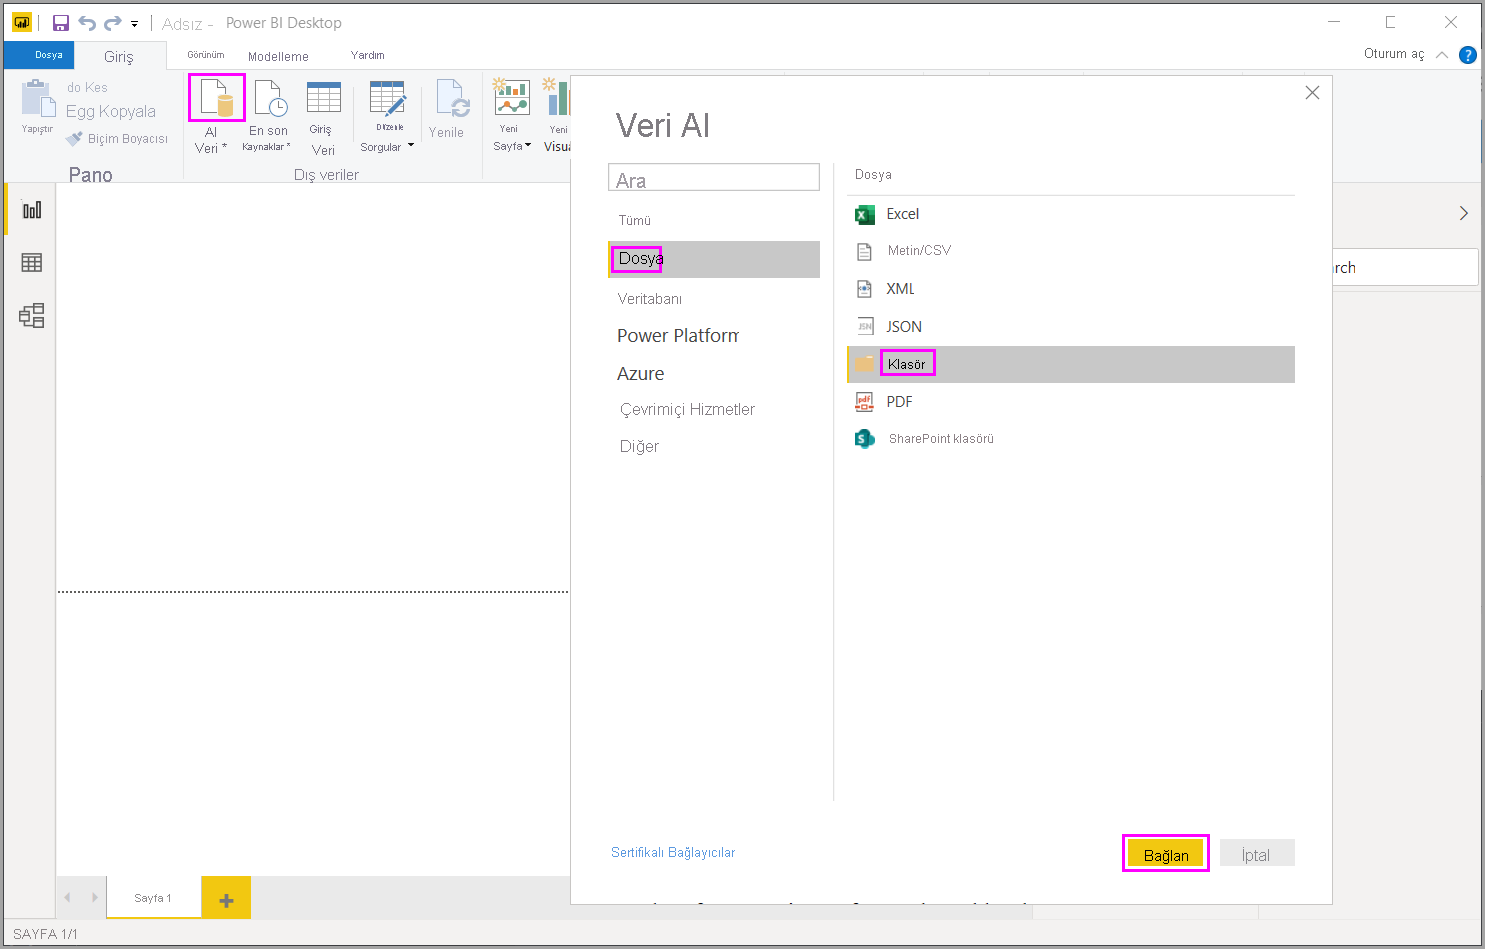 Adsız - Power BI Desktop
Dosya
Giriş
Görünüm
Modelleme
Yardım
Oturum aç
Yapıştır
do Kes
Egg Kopyala
Biçim Boyacısı
Pano
Al
Veri
En son
Kaynaklar
Giriş
Veri
Düzenle
Sorgular
Yenile
Dış veriler
Yeni
Sayfa
Yeni
Visua
Veri Al
Ara
Tümü
Dosya
Veritabanı
Power Platform
Azure
Çevrimiçi Hizmetler
Diğer
Dosya
Excel
Metin/CSV
XML
JSON
Klasör
PDF
SharePoint klasörü
rch
Sertifikalı Bağlayıcılar
Bağlan
İptal
Sayfa 1
SAYFA 1/1